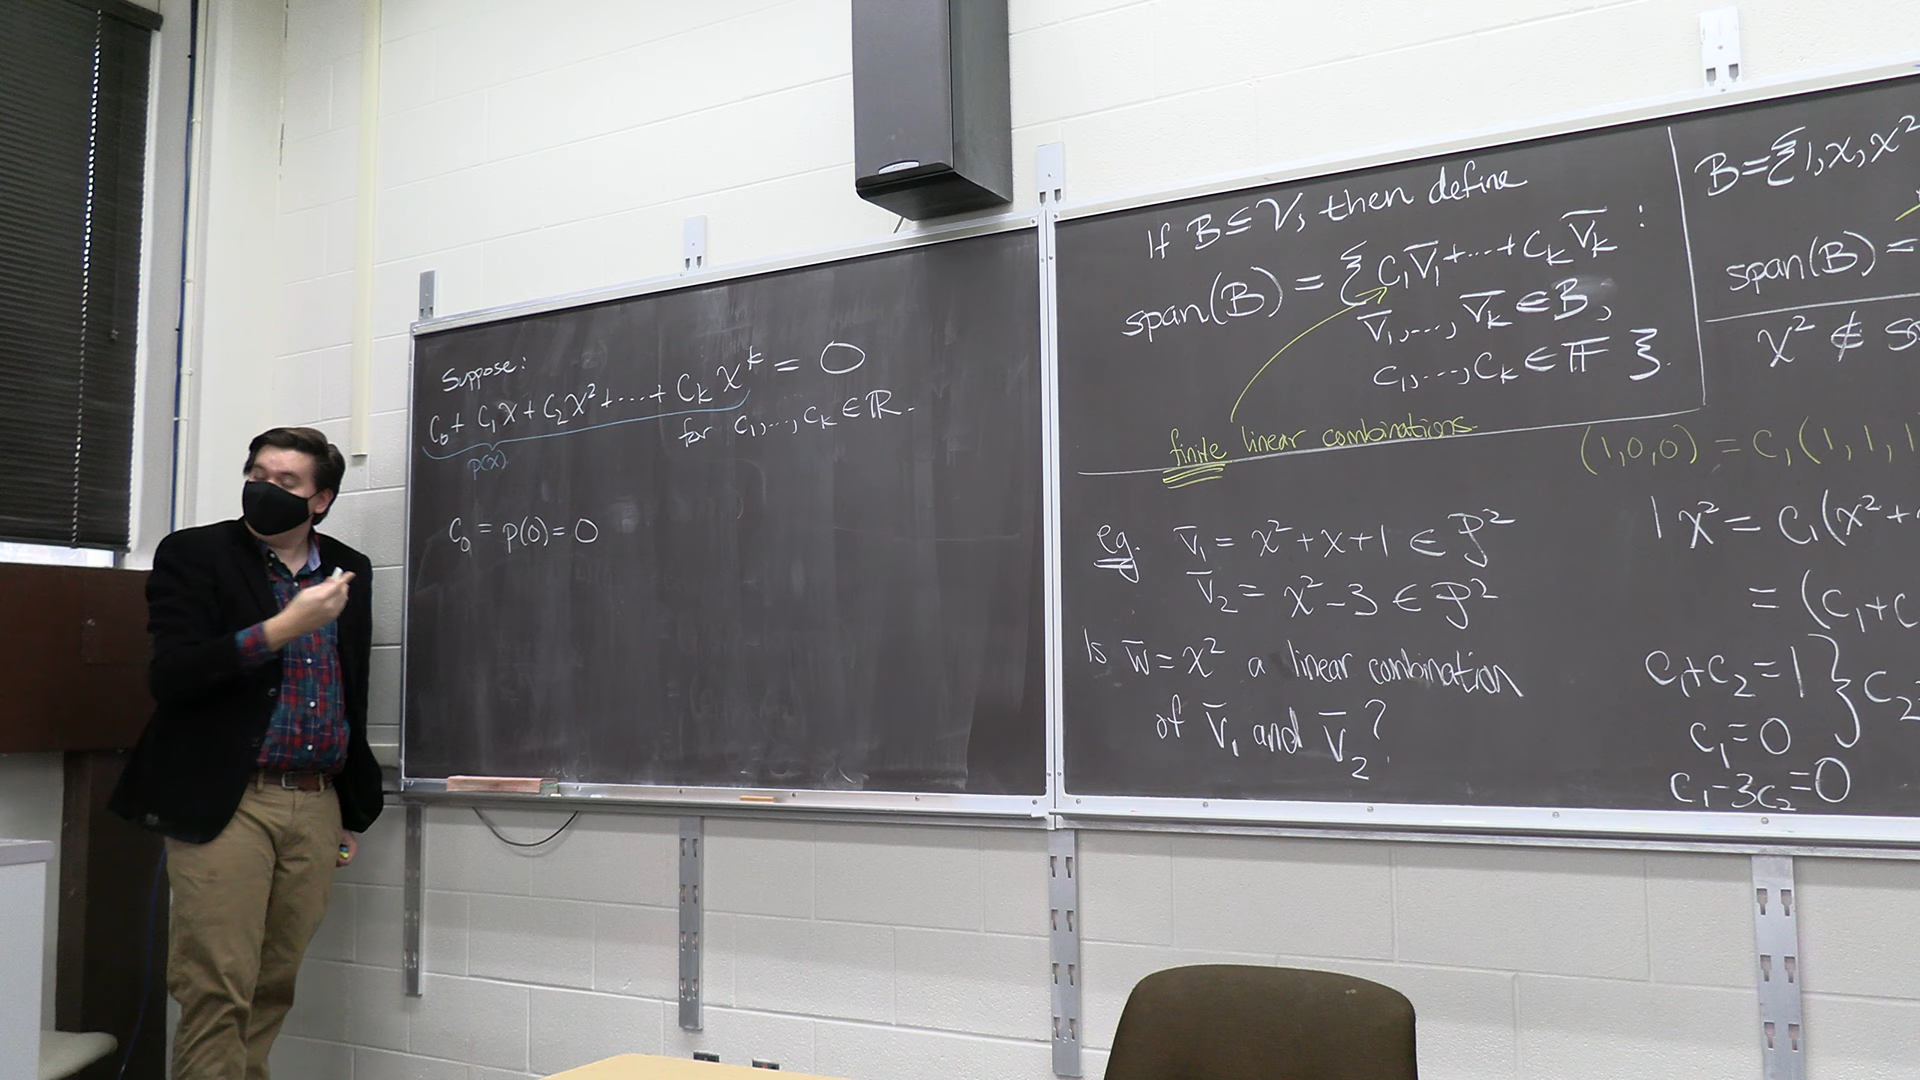 Suppose:
c₀ + c₁x + c₂x² + ... + cₖxᵏ = 0
p(x)
for c₁, ..., cₖ ∈ ℝ.
c₀ = p(0) = 0
If B ⊆ V, then define
span(B) = { c₁v̄₁ + ... + cₖv̄ₖ :
v̄₁, ..., v̄ₖ ∈ B,
c₁, ..., cₖ ∈ 𝔽 }.
finite linear combinations.
eg. v̄₁ = x² + x + 1 ∈ P²
v̄₂ = x² - 3 ∈ P²
Is w̄ = x² a linear combination
of v̄₁ and v̄₂?
B = {1, x, x²
span(B) =
x² ∉
(1,0,0) = c₁(1,1,1
1x² = c₁(x² +
= (c₁ + c
c₁ + c₂ = 1 } c₂
c₁ = 0
c₁ - 3c₂ = 0